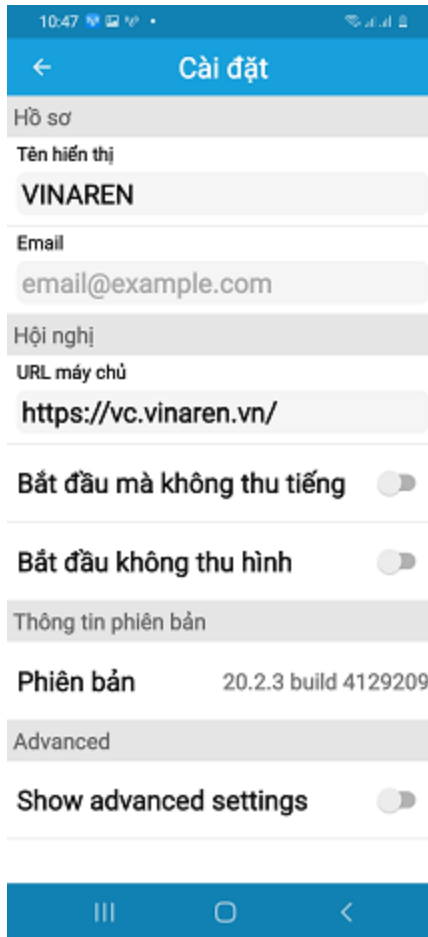 10:47
Cài đặt
Hồ sơ
Tên hiển thị
VINAREN
Email
email@example.com
Hội nghị
URL máy chủ
https://vc.vinaren.vn/
Bắt đầu mà không thu tiếng
Bắt đầu không thu hình
Thông tin phiên bản
Phiên bản 20.2.3 build 4129209
Advanced
Show advanced settings